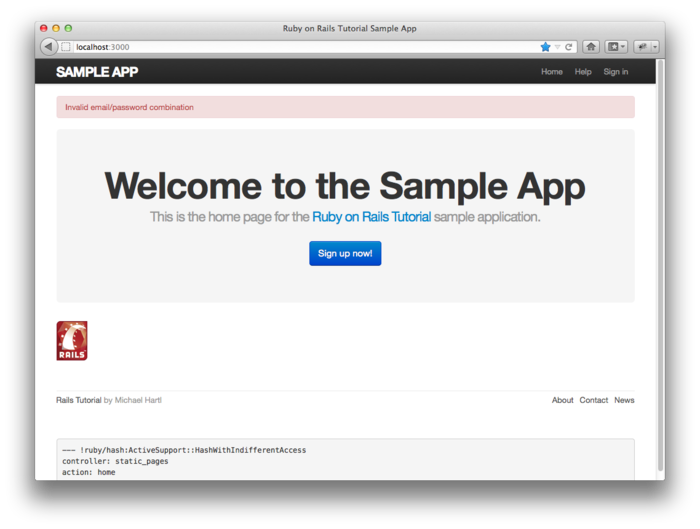 Ruby on Rails Tutorial Sample App
localhost:3000
SAMPLE APP
Home Help Sign in
Invalid email/password combination
Welcome to the Sample App
This is the home page for the Ruby on Rails Tutorial sample application.
Sign up now!
RAILS
Rails Tutorial by Michael Hartl
About Contact News
--- !ruby/hash:ActiveSupport::HashWithIndifferentAccess
controller: static_pages
action: home